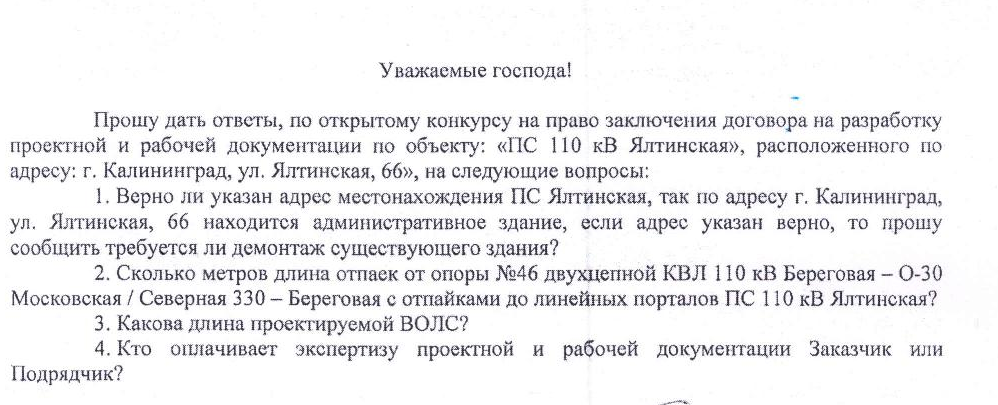 Уважаемые господа!
Прошу дать ответы, по открытому конкурсу на право заключения договора на разработку
проектной и рабочей документации по объекту: «ПС 110 кВ Ялтинская», расположенного по
адресу: г. Калининград, ул. Ялтинская, 66», на следующие вопросы:
1. Верно ли указан адрес местонахождения ПС Ялтинская, так по адресу г. Калининград,
ул. Ялтинская, 66 находится административное здание, если адрес указан верно, то прошу
сообщить требуется ли демонтаж существующего здания?
2. Сколько метров длина отпаек от опоры №46 двухцепной КВЛ 110 кВ Береговая – О-30
Московская / Северная 330 – Береговая с отпайками до линейных порталов ПС 110 кВ Ялтинская?
3. Какова длина проектируемой ВОЛС?
4. Кто оплачивает экспертизу проектной и рабочей документации Заказчик или
Подрядчик?